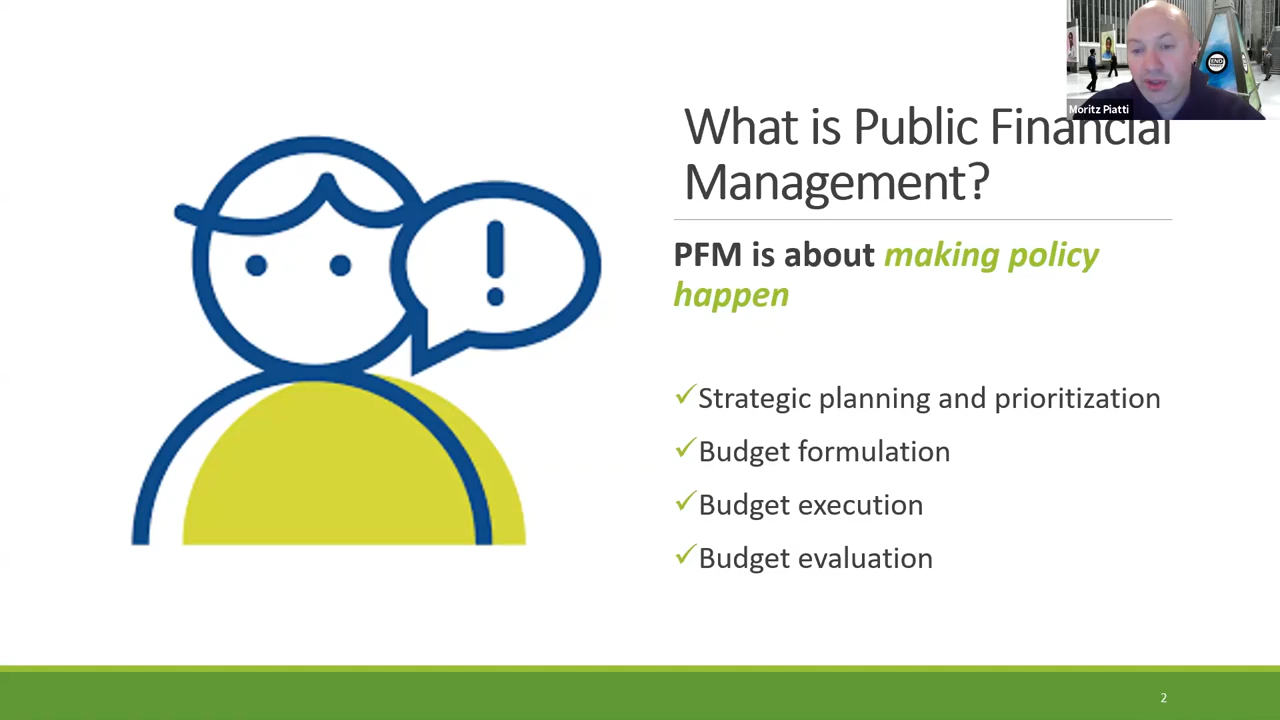 Moritz Piatti
What is Public Financial
Management?
PFM is about making policy
happen
✓Strategic planning and prioritization
✓Budget formulation
✓Budget execution
✓Budget evaluation
2